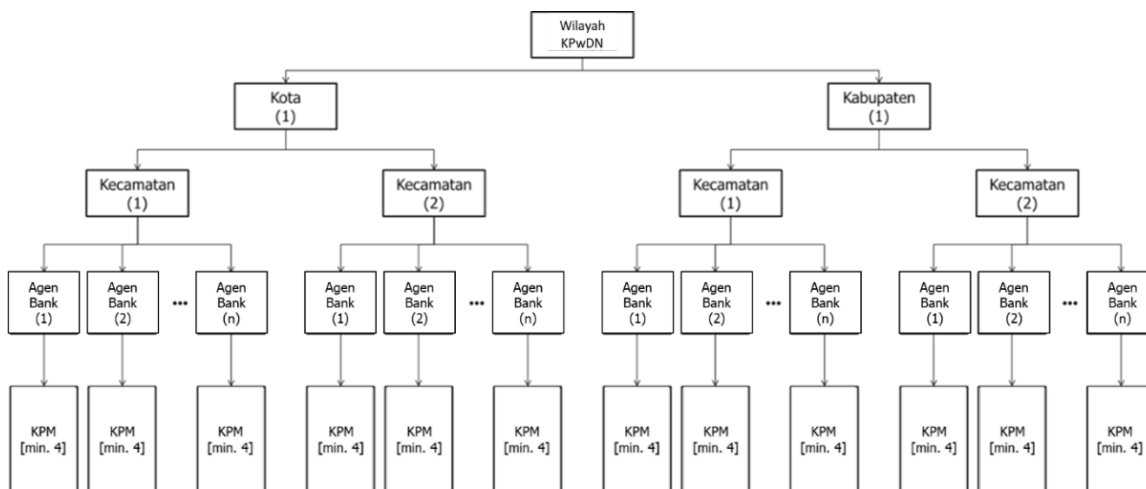 Wilayah
KPwDN
Kota
(1)
Kabupaten
(1)
Kecamatan
(1)
Kecamatan
(2)
Kecamatan
(1)
Kecamatan
(2)
Agen
Bank
(1)
Agen
Bank
(2)
•••
Agen
Bank
(n)
Agen
Bank
(1)
Agen
Bank
(2)
•••
Agen
Bank
(n)
Agen
Bank
(1)
Agen
Bank
(2)
•••
Agen
Bank
(n)
Agen
Bank
(1)
Agen
Bank
(2)
•••
Agen
Bank
(n)
KPM
[min. 4]
KPM
[min. 4]
KPM
[min. 4]
KPM
[min. 4]
KPM
[min. 4]
KPM
[min. 4]
KPM
[min. 4]
KPM
[min. 4]
KPM
[min. 4]
KPM
[min. 4]
KPM
[min. 4]
KPM
[min. 4]